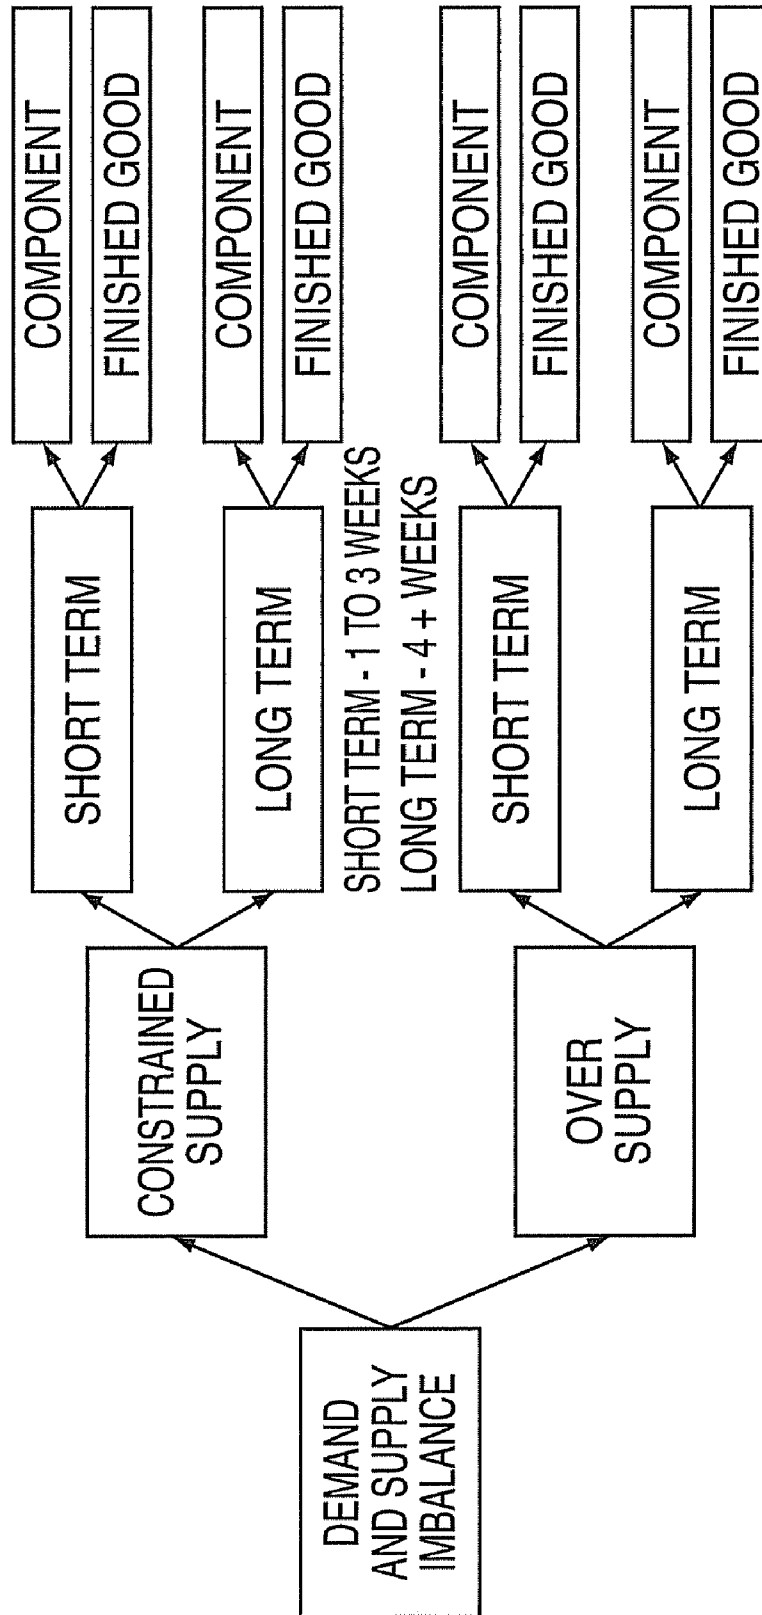 DEMAND
AND SUPPLY
IMBALANCE
CONSTRAINED
SUPPLY
OVER
SUPPLY
SHORT TERM
LONG TERM
SHORT TERM - 1 TO 3 WEEKS
LONG TERM - 4 + WEEKS
SHORT TERM
LONG TERM
COMPONENT
FINISHED GOOD
COMPONENT
FINISHED GOOD
COMPONENT
FINISHED GOOD
COMPONENT
FINISHED GOOD